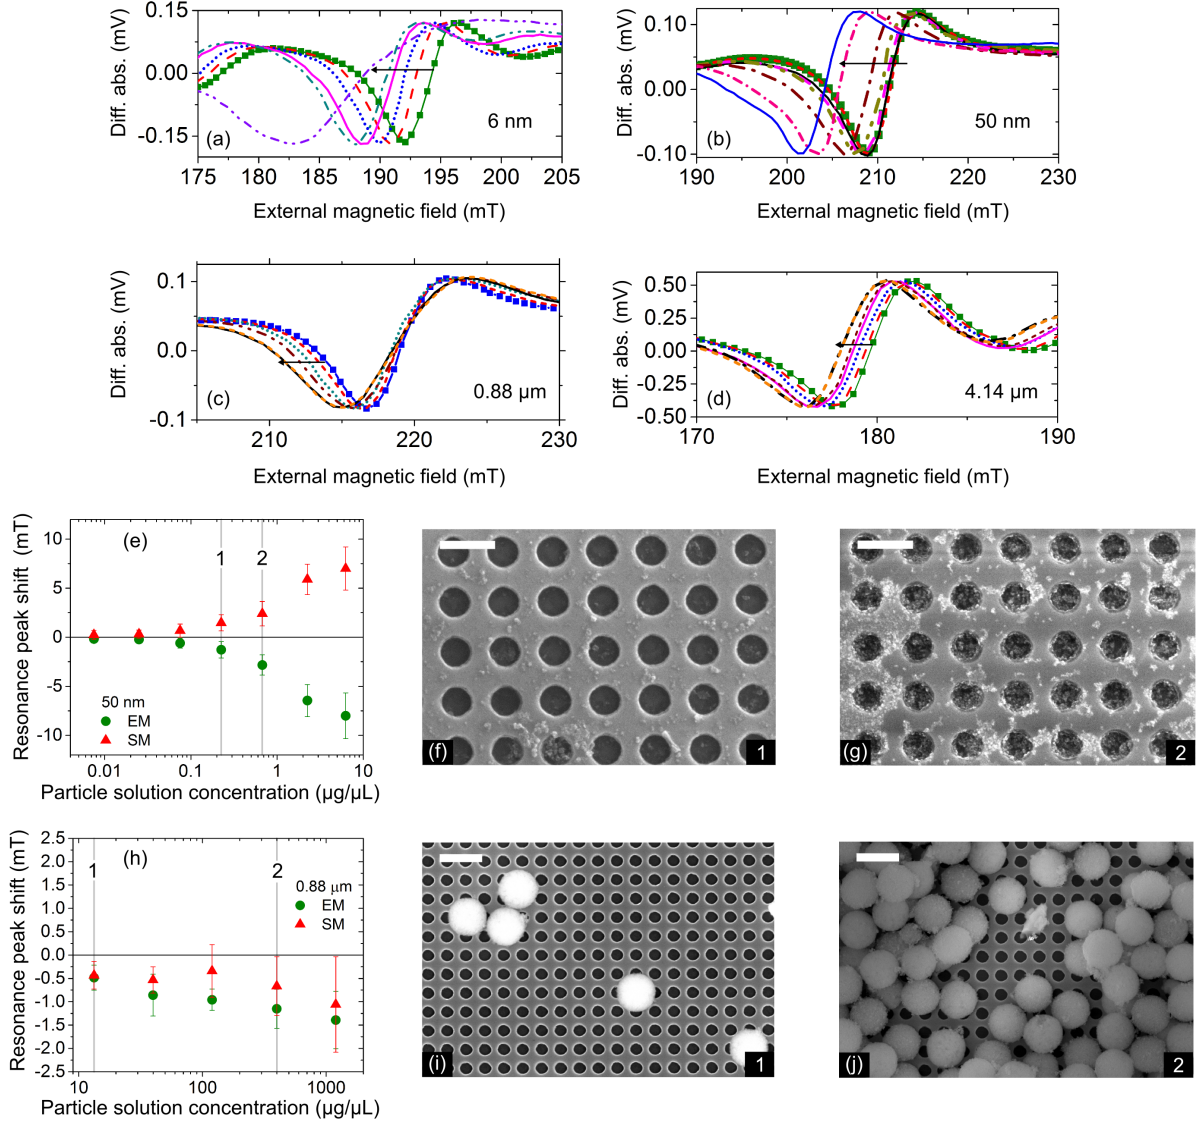 0.15
0.00
-0.15
Diff. abs. (mV)
(a)
6 nm
175 180 185 190 195 200 205
External magnetic field (mT)
0.10
0.00
-0.10
Diff. abs. (mV)
(b)
50 nm
190 200 210 220 230
External magnetic field (mT)
0.1
0.0
-0.1
Diff. abs. (mV)
(c)
0.88 µm
210 220 230
External magnetic field (mT)
0.50
0.25
0.00
-0.25
-0.50
Diff. abs. (mV)
(d)
4.14 µm
170 180 190
External magnetic field (mT)
10
5
0
-5
-10
Resonance peak shift (mT)
(e)
1 2
50 nm
EM
SM
0.01 0.1 1 10
Particle solution concentration (µg/µL)
(f)
1
(g)
2
2.5
2.0
1.5
1.0
0.5
0.0
-0.5
-1.0
-1.5
-2.0
-2.5
Resonance peak shift (mT)
(h)
1 2
0.88 µm
EM
SM
10 100 1000
Particle solution concentration (µg/µL)
(i)
1
(j)
2